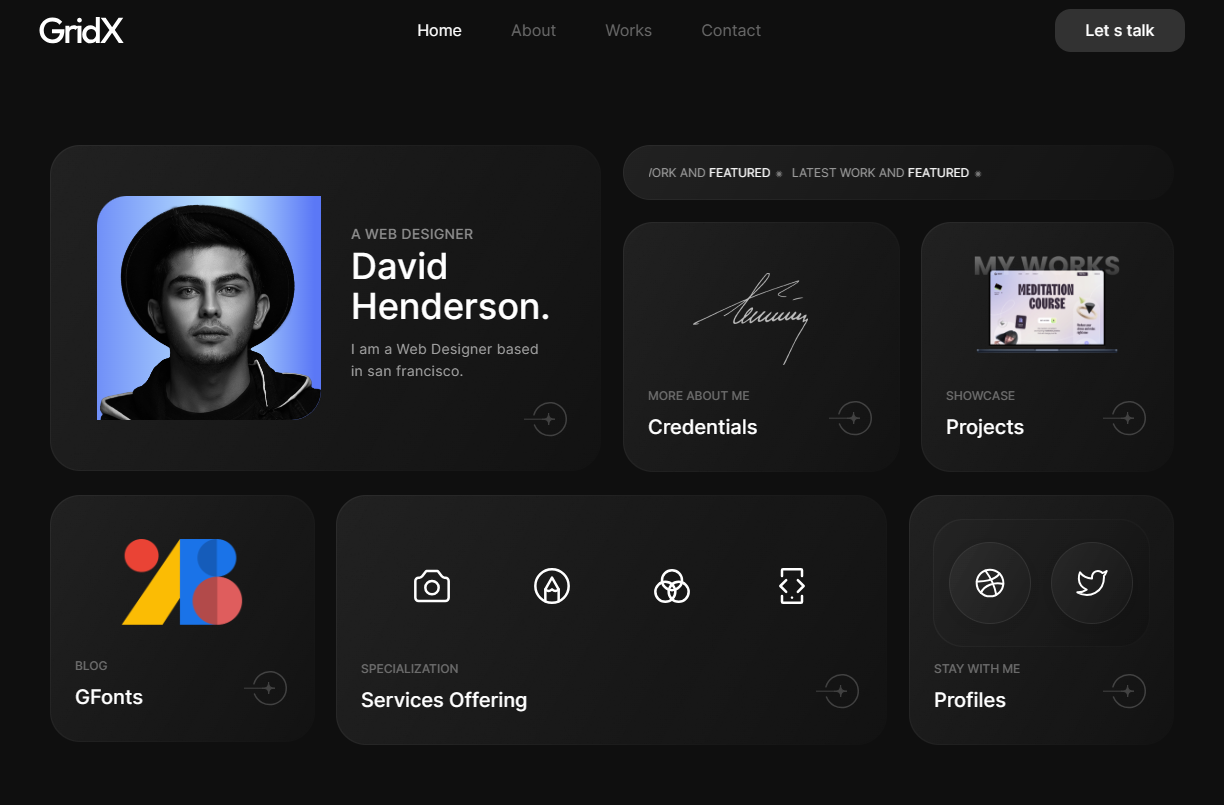 GridX
Home
About
Works
Contact
Let s talk
A WEB DESIGNER
David
Henderson.
I am a Web Designer based
in san francisco.
ORK AND FEATURED
LATEST WORK AND FEATURED
MORE ABOUT ME
Credentials
MY WORKS
MEDITATION
COURSE
SHOWCASE
Projects
BLOG
GFonts
SPECIALIZATION
Services Offering
STAY WITH ME
Profiles